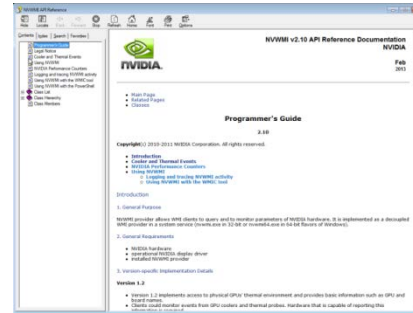 NVWMI API Reference
Hide
Locate
Back
Forward
Stop
Refresh
Home
Font
Print
Options
Contents
Index
Search
Favorites
Programmer's Guide
Legal Notice
Cooler and Thermal Events
Using NVWMI
NVIDIA Performance Counters
Logging and tracing NVWMI activity
Using NVWMI with the WMIC tool
Using NVWMI with the PowerShell
Class List
Class Hierarchy
Class Members
NVIDIA.
NVWMI v2.10 API Reference Documentation
NVIDIA
Feb
2013
Main Page
Related Pages
Classes
Programmer's Guide
2.10
Copyright(c) 2010-2011 NVIDIA Corporation. All rights reserved.
Introduction
Cooler and Thermal Events
NVIDIA Performance Counters
Using NVWMI
Logging and tracing NVWMI activity
Using NVWMI with the WMIC tool
Introduction
1. General Purpose
NVWMI provider allows WMI clients to query and to monitor parameters of NVIDIA hardware. It is implemented as a decoupled
WMI provider in a system service (nvwmi.exe in 32-bit or nvwmi64.exe in 64-bit flavors of Windows).
2. General Requirements
NVIDIA hardware
operational NVIDIA display driver
installed NVWMI provider
3. Version-specific Implementation Details
Version 1.2
Version 1.2 implements access to physical GPU/ thermal environment and provides basic information such as GPU and
board names.
Clients could monitor events from GPU coolers and thermal probes. Hardware that is capable of reporting this
information is required.